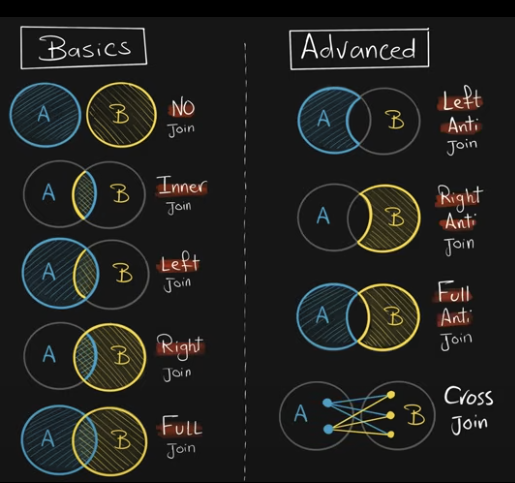 Basics
A B NO
Join
A B Inner
Join
A B Left
Join
A B Right
Join
A B Full
Join
Advanced
A B Left
Anti
Join
A B Right
Anti
Join
A B Full
Anti
Join
A B Cross
Join